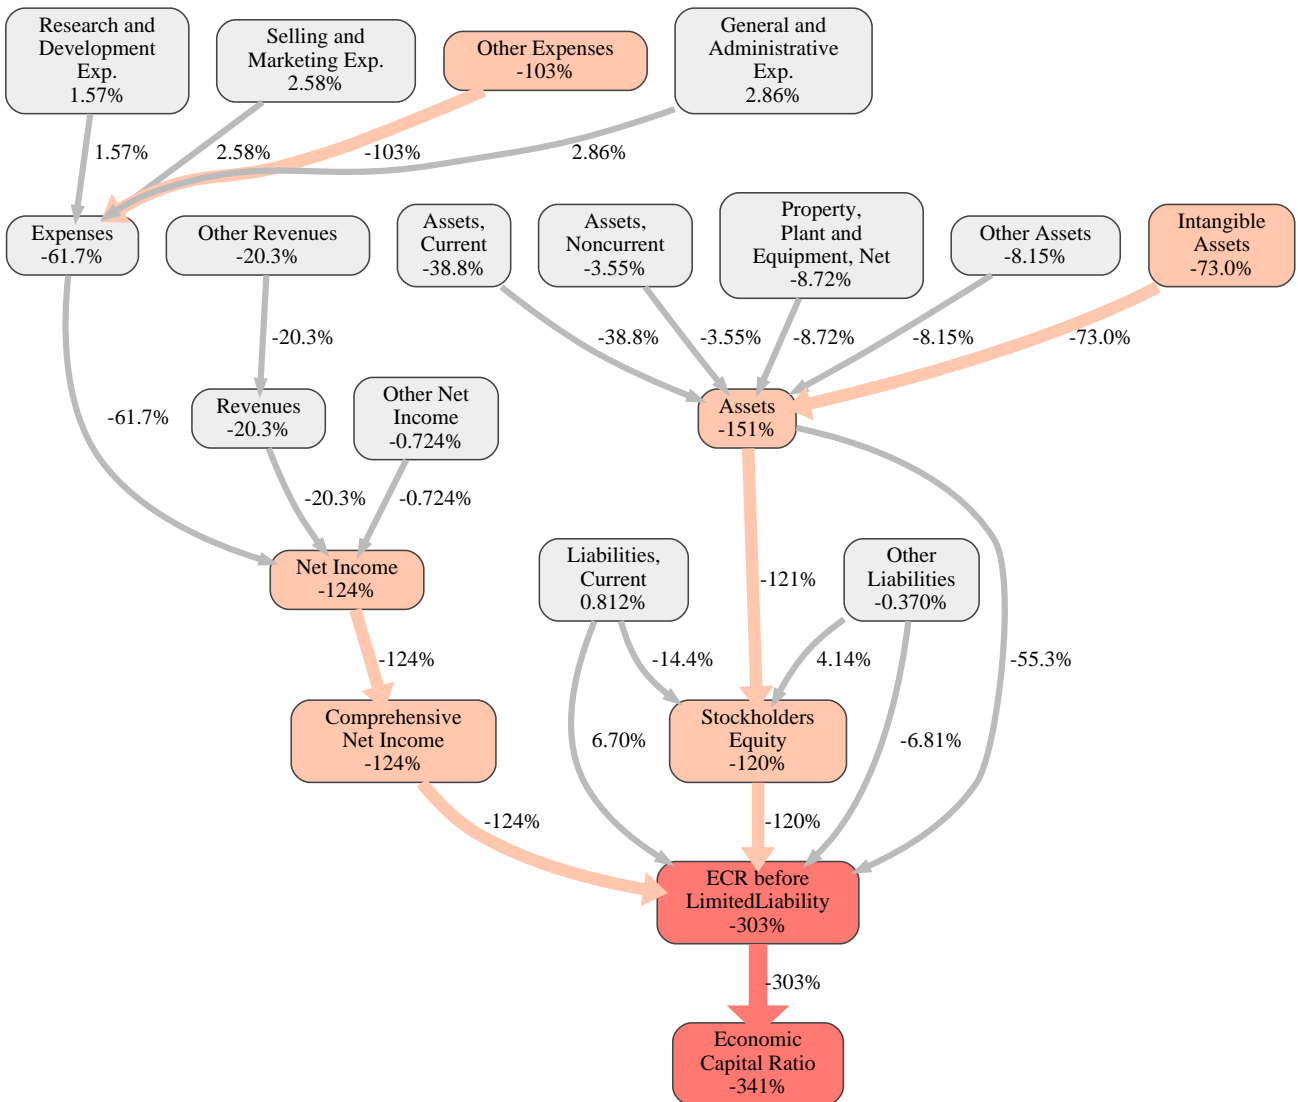 Research and
Development
Exp.
1.57%
Selling and
Marketing Exp.
2.58%
Other Expenses
-103%
General and
Administrative
Exp.
2.86%
1.57%
2.58%
-103%
2.86%
Expenses
-61.7%
Other Revenues
-20.3%
Assets,
Current
-38.8%
Assets,
Noncurrent
-3.55%
Property,
Plant and
Equipment, Net
-8.72%
Other Assets
-8.15%
Intangible
Assets
-73.0%
-20.3%
-38.8%
-3.55%
-8.72%
-8.15%
-73.0%
-61.7%
Revenues
-20.3%
Other Net
Income
-0.724%
Assets
-151%
-20.3%
-0.724%
Net Income
-124%
Liabilities,
Current
0.812%
-121%
Other
Liabilities
-0.370%
-124%
-14.4%
4.14%
-55.3%
Comprehensive
Net Income
-124%
6.70%
Stockholders
Equity
-120%
-6.81%
-124%
-120%
ECR before
LimitedLiability
-303%
-303%
Economic
Capital Ratio
-341%